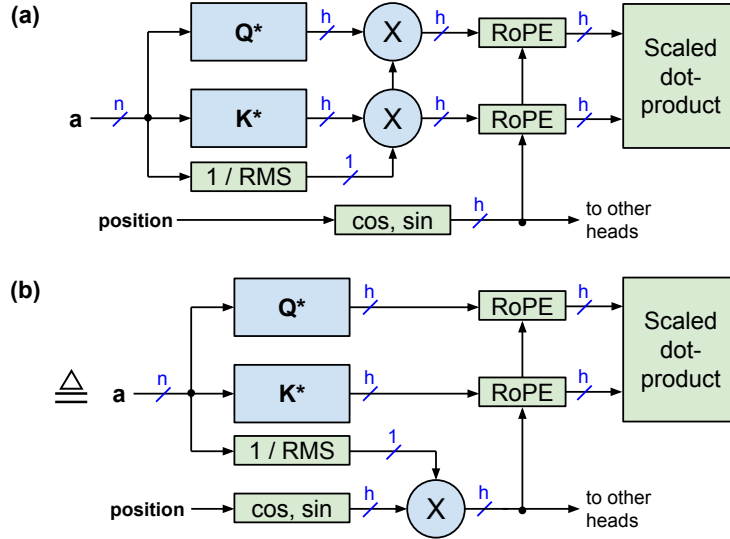 (a)
Q*
h
X
h
RoPE
h
Scaled
dot-
product
a
n
K*
h
X
h
RoPE
h
1 / RMS
1
position
cos, sin
h
to other
heads
(b)
Q*
h
RoPE
h
Scaled
dot-
product
≜
a
n
K*
h
RoPE
h
1 / RMS
1
position
cos, sin
h
X
h
to other
heads